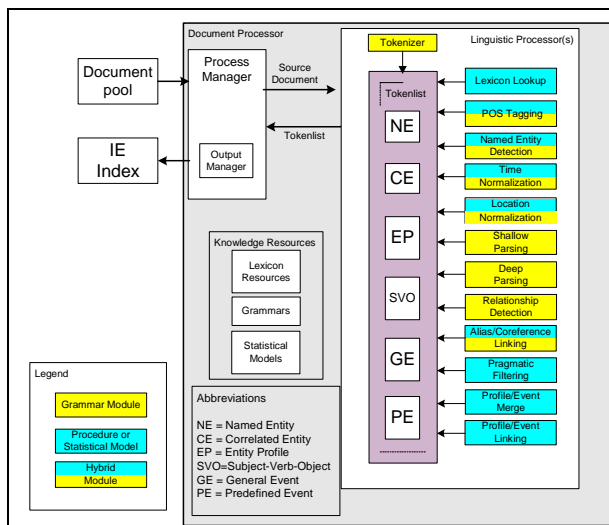 Document Processor
Document
pool
IE
Index
Process
Manager
Output
Manager
Source
Document
Tokenlist
Linguistic Processor(s)
Tokenizer
Tokenlist
NE
CE
EP
SVO
GE
PE
Lexicon Lookup
POS Tagging
Named Entity
Detection
Time
Normalization
Location
Normalization
Shallow
Parsing
Deep
Parsing
Relationship
Detection
Alias/Coreference
Linking
Pragmatic
Filtering
Profile/Event
Merge
Profile/Event
Linking
Knowledge Resources
Lexicon
Resources
Grammars
Statistical
Models
Abbreviations
NE = Named Entity
CE = Correlated Entity
EP = Entity Profile
SVO=Subject-Verb-Object
GE = General Event
PE = Predefined Event
Legend
Grammar Module
Procedure or
Statistical Model
Hybrid
Module